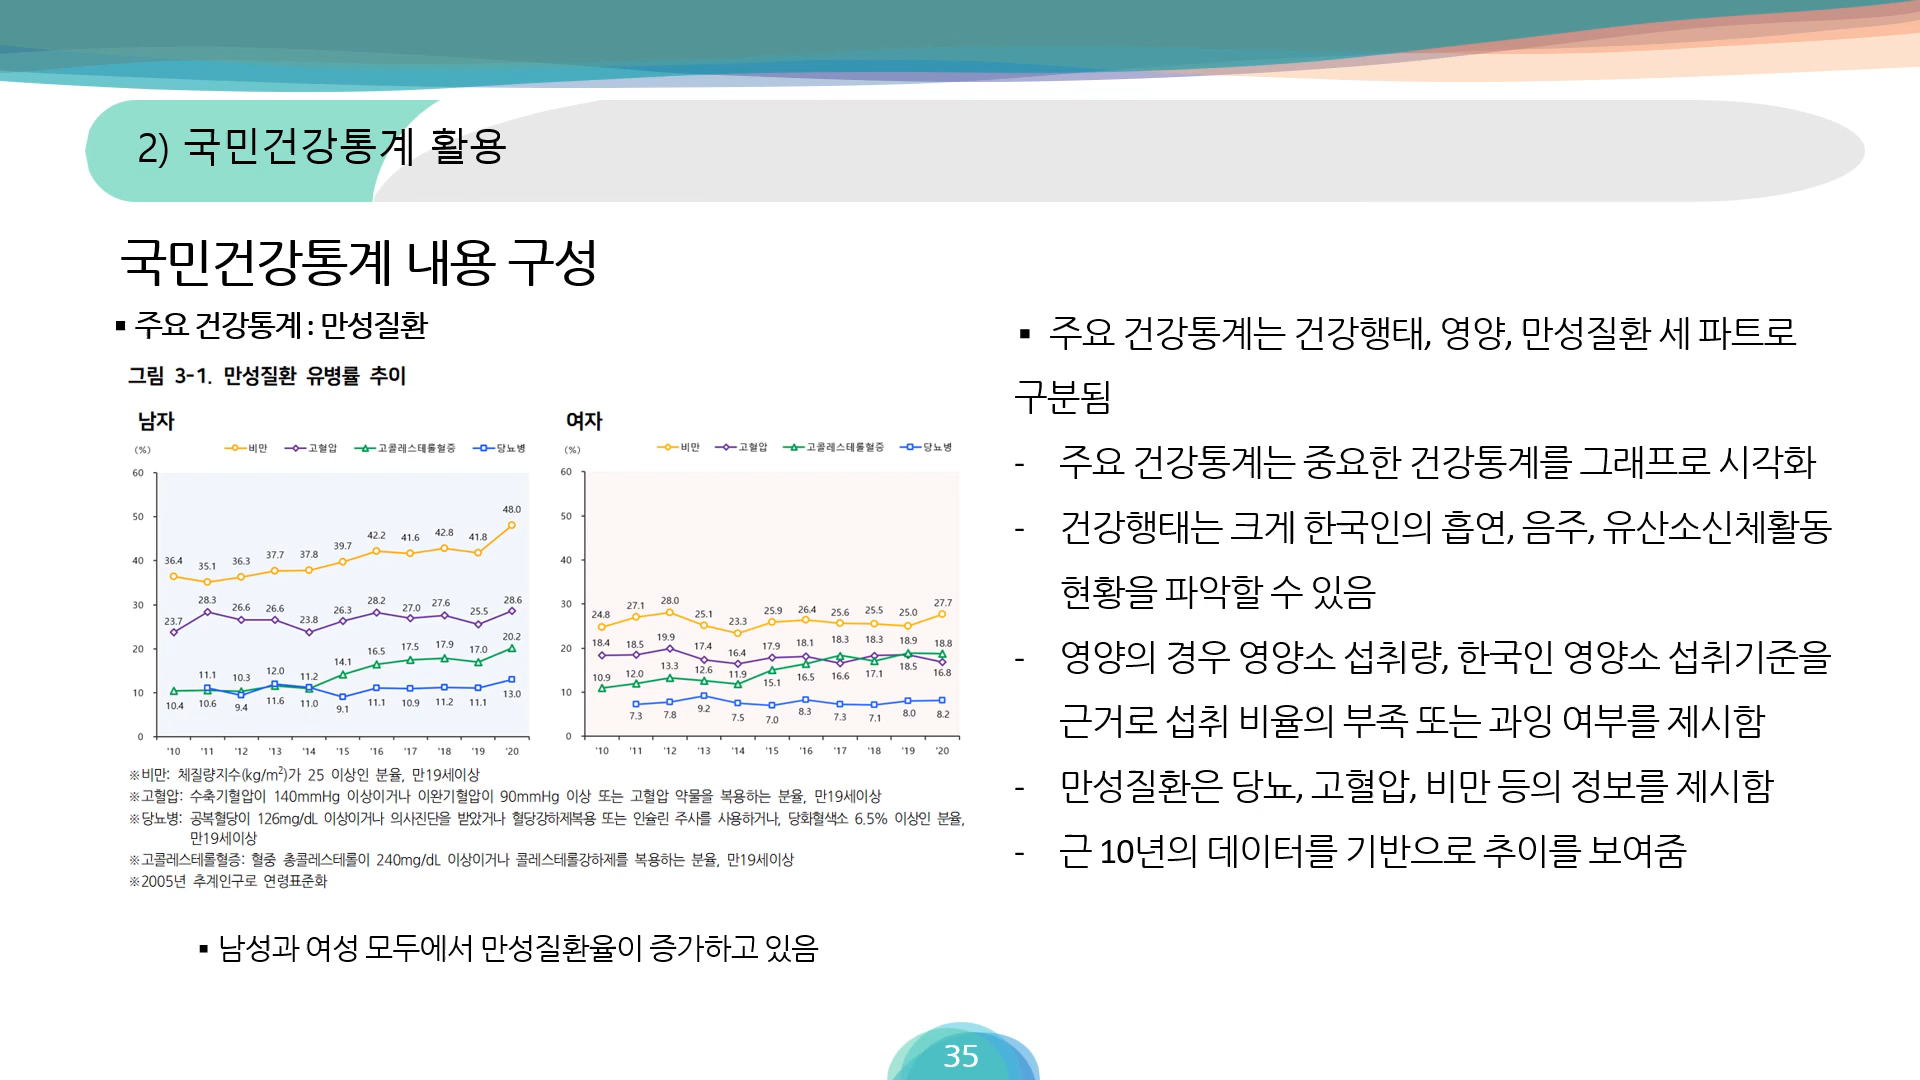 2) 국민건강통계 활용
국민건강통계 내용 구성
▪ 주요 건강통계 : 만성질환
그림 3-1. 만성질환 유병률 추이
남자
(%)
비만 고혈압 고콜레스테롤혈증 당뇨병
60
50
40
30
20
10
0
36.4 35.1 36.3 37.7 37.8 39.7 42.2 41.6 42.8 41.8 48.0
23.7 28.3 26.6 26.6 23.8 26.3 28.2 27.0 27.6 25.5 28.6
11.1 10.3 12.0 11.2 14.1 16.5 17.5 17.9 17.0 20.2
10.4 10.6 9.4 11.6 11.0 9.1 11.1 10.9 11.2 11.1 13.0
'10 '11 '12 '13 '14 '15 '16 '17 '18 '19 '20
여자
(%)
비만 고혈압 고콜레스테롤혈증 당뇨병
60
50
40
30
20
10
0
24.8 27.1 28.0 25.1 23.3 25.9 26.4 25.6 25.5 25.0 27.7
18.4 18.5 19.9 17.4 16.4 17.9 18.1 18.3 18.3 18.9 18.8
10.9 12.0 13.3 12.6 11.9 15.1 16.5 16.6 17.1 18.5 16.8
7.3 7.8 9.2 7.5 7.0 8.3 7.3 7.1 8.0 8.2
'10 '11 '12 '13 '14 '15 '16 '17 '18 '19 '20
※비만: 체질량지수(kg/m²)가 25 이상인 분율, 만19세이상
※고혈압: 수축기혈압이 140mmHg 이상이거나 이완기혈압이 90mmHg 이상 또는 고혈압 약물을 복용하는 분율, 만19세이상
※당뇨병: 공복혈당이 126mg/dL 이상이거나 의사진단을 받았거나 혈당강하제복용 또는 인슐린 주사를 사용하거나, 당화혈색소 6.5% 이상인 분율,
만19세이상
※고콜레스테롤혈증: 혈중 총콜레스테롤이 240mg/dL 이상이거나 콜레스테롤강하제를 복용하는 분율, 만19세이상
※2005년 추계인구로 연령표준화
▪ 남성과 여성 모두에서 만성질환율이 증가하고 있음
▪ 주요 건강통계는 건강행태, 영양, 만성질환 세 파트로
구분됨
- 주요 건강통계는 중요한 건강통계를 그래프로 시각화
- 건강행태는 크게 한국인의 흡연, 음주, 유산소신체활동
현황을 파악할 수 있음
- 영양의 경우 영양소 섭취량, 한국인 영양소 섭취기준을
근거로 섭취 비율의 부족 또는 과잉 여부를 제시함
- 만성질환은 당뇨, 고혈압, 비만 등의 정보를 제시함
- 근 10년의 데이터를 기반으로 추이를 보여줌
35